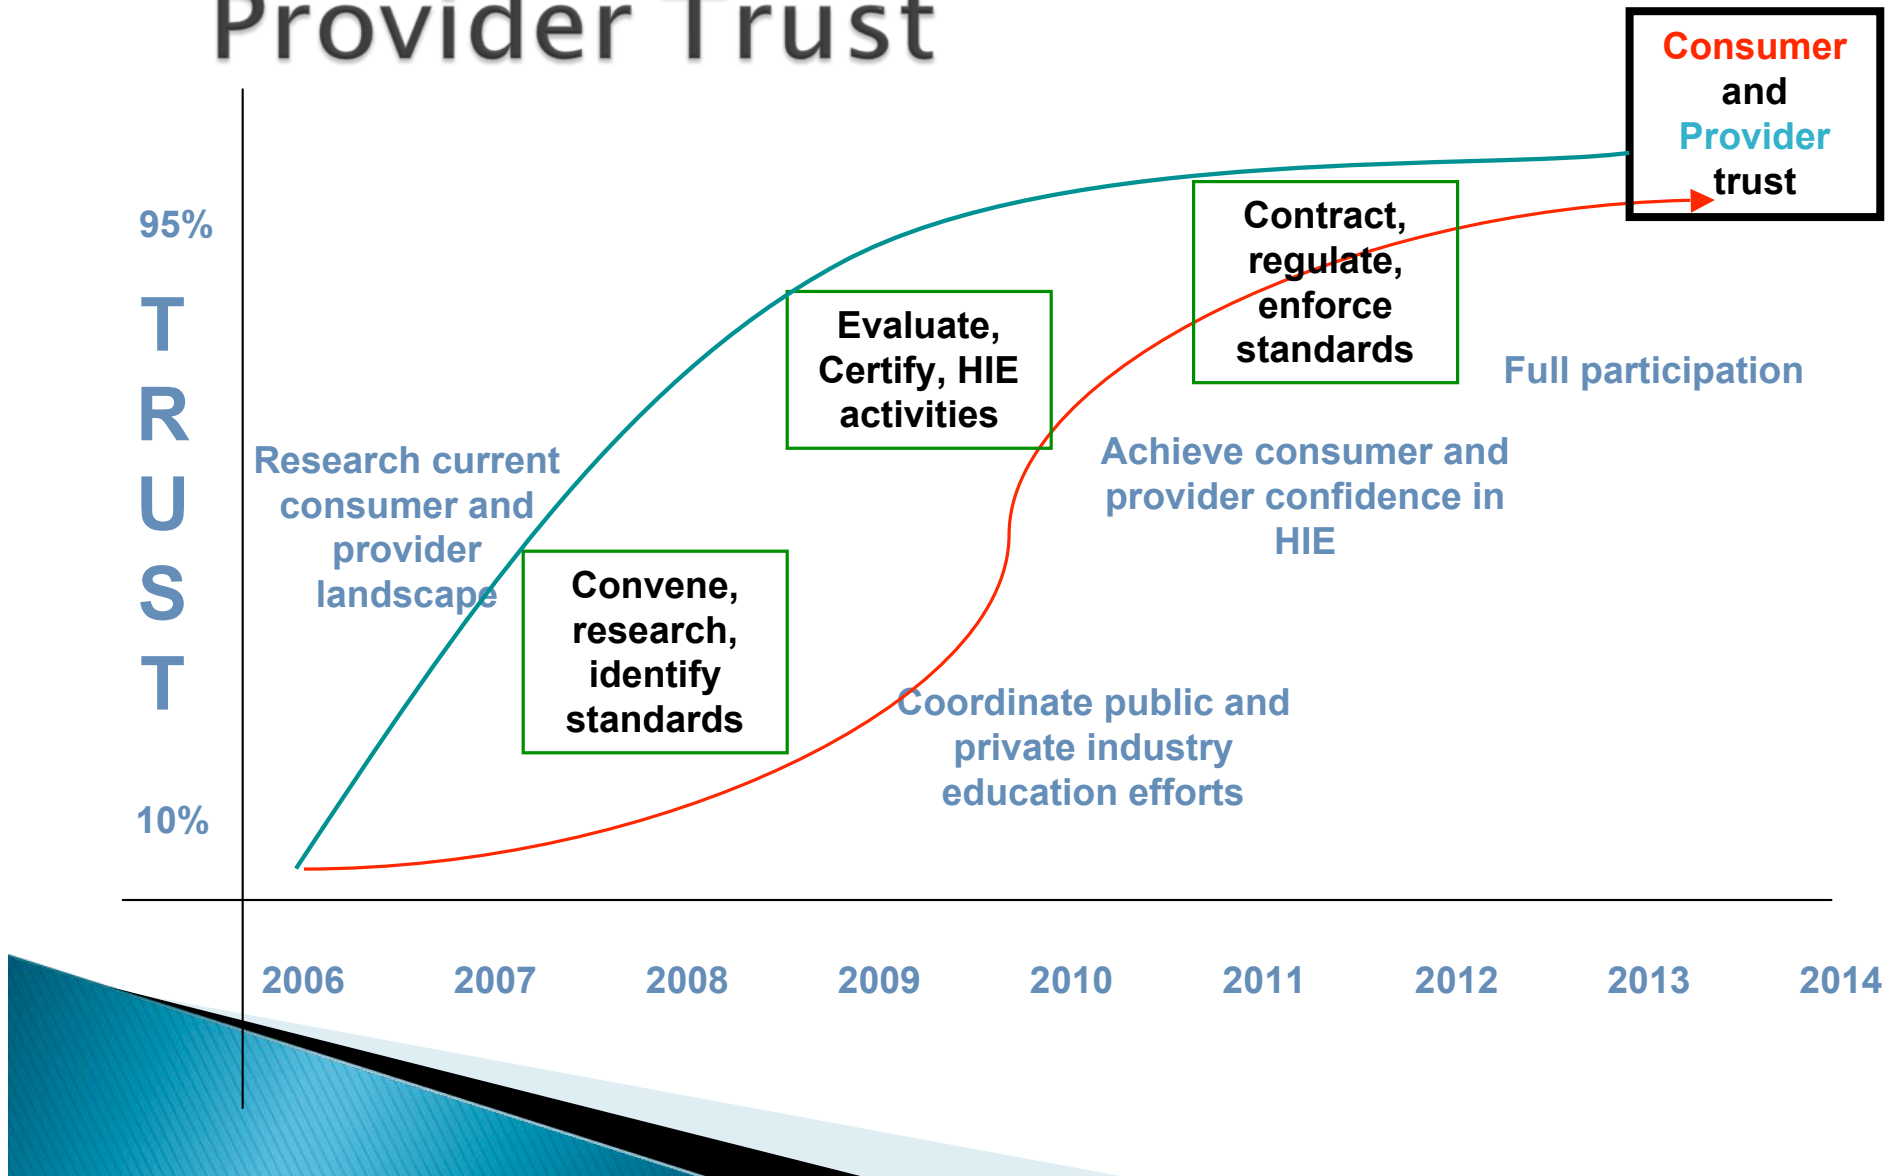 Provider Trust
Consumer
and
Provider
trust
95%
T
R
U
S
T
10%
Contract,
regulate,
enforce
standards
Evaluate,
Certify, HIE
activities
Full participation
Research current
consumer and
provider
landscape
Achieve consumer and
provider confidence in
HIE
Convene,
research,
identify
standards
Coordinate public and
private industry
education efforts
2006 2007 2008 2009 2010 2011 2012 2013 2014